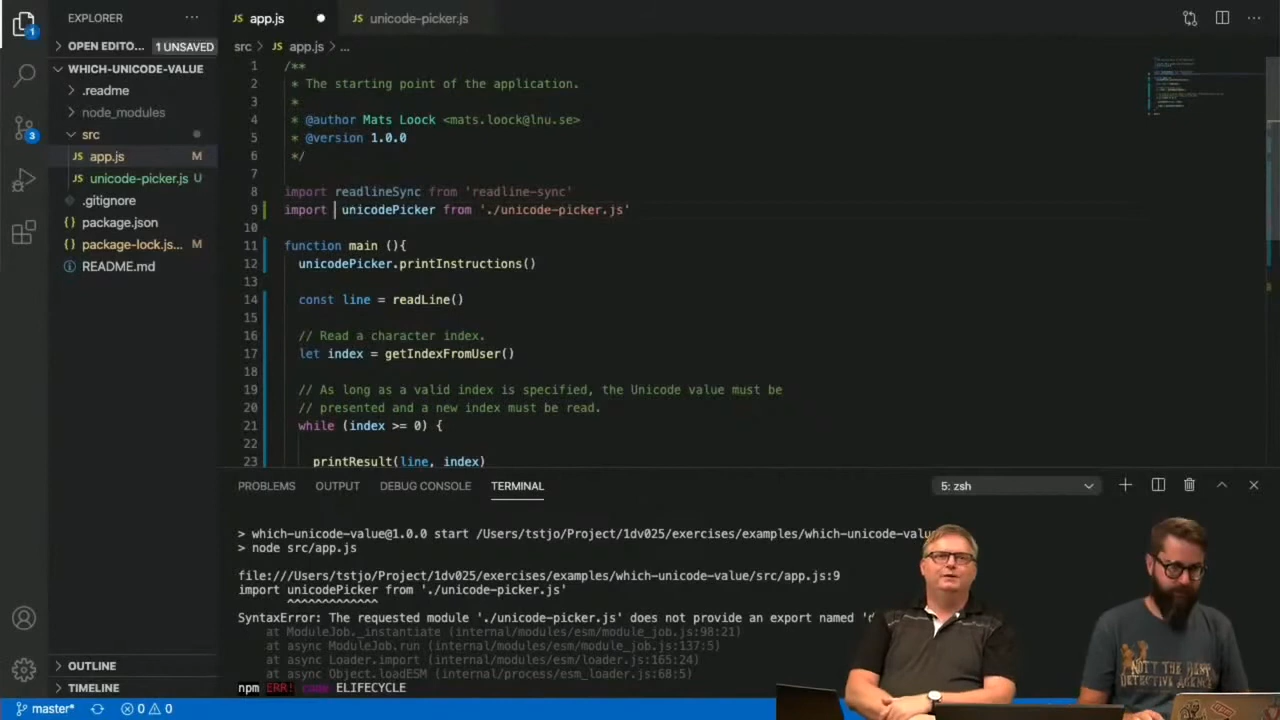 EXPLORER
app.js
unicode-picker.js
OPEN EDITO... 1 UNSAVED
src > JS app.js > ...
WHICH-UNICODE-VALUE
.readme
node_modules
src
JS app.js M
JS unicode-picker.js U
.gitignore
{} package.json
{} package-lock.js... M
README.md
1
3
1 /**
2 * The starting point of the application.
3 *
4 * @author Mats Loock <mats.loock@lnu.se>
5 * @version 1.0.0
6 */
7
8 import readlineSync from 'readline-sync'
9 import unicodePicker from './unicode-picker.js'
10
11 function main (){
12 unicodePicker.printInstructions()
13
14 const line = readLine()
15
16 // Read a character index.
17 let index = getIndexFromUser()
18
19 // As long as a valid index is specified, the Unicode value must be
20 // presented and a new index must be read.
21 while (index >= 0) {
22
23 printResult(line, index)
PROBLEMS OUTPUT DEBUG CONSOLE TERMINAL 5: zsh
> which-unicode-value@1.0.0 start /Users/tstjo/Project/1dv025/exercises/examples/which-unicode-value
> node src/app.js
file:///Users/tstjo/Project/1dv025/exercises/examples/which-unicode-value/src/app.js:9
import unicodePicker from './unicode-picker.js'
^^^^^^^^^^^^^
SyntaxError: The requested module './unicode-picker.js' does not provide an export named
at ModuleJob._instantiate (internal/modules/esm/module_job.js:98:21)
at async ModuleJob.run (internal/modules/esm/module_job.js:137:5)
at async Loader.import (internal/modules/esm/loader.js:165:24)
at async Object.loadESM (internal/process/esm_loader.js:68:5)
npm ERR! code ELIFECYCLE
OUTLINE
TIMELINE
master* 0 0
NOT THE BEST
DETECTIVE AGENCY